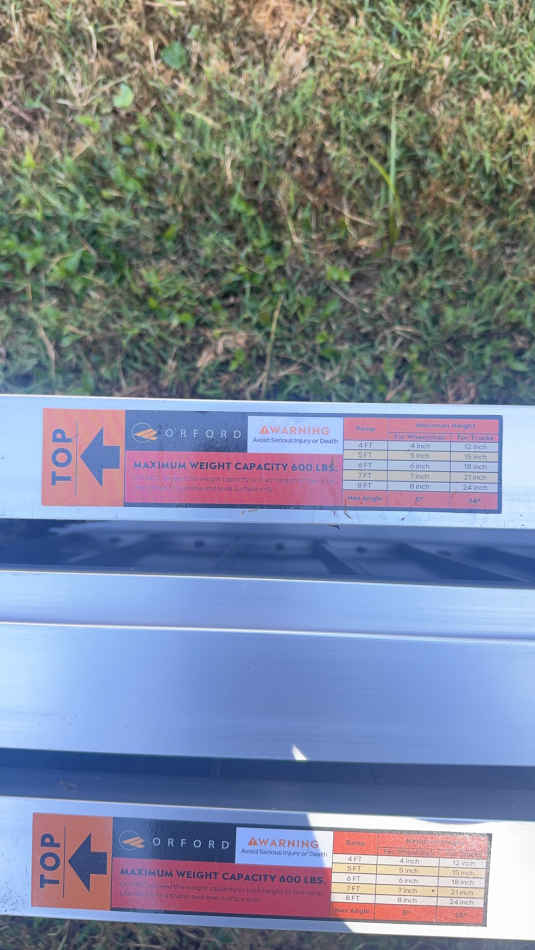 TOP
ORFORD
WARNING
Avoid Serious Injury or Death
MAXIMUM WEIGHT CAPACITY 600 LBS.
Ramp Maximum Height
For Wheelchair For Trucks
4 FT 4 inch 12 inch
5 FT 5 inch 15 inch
6 FT 6 inch 18 inch
7 FT 7 inch 21 inch
8 FT 8 inch 24 inch
Max Angle
TOP
ORFORD
WARNING
Avoid Serious Injury or Death
MAXIMUM WEIGHT CAPACITY 600 LBS.
4 FT 4 inch 12 inch
5 FT 5 inch 15 inch
6 FT 6 inch 18 inch
7 FT 7 inch 21 inch
8 FT 8 inch 24 inch
Max Angle